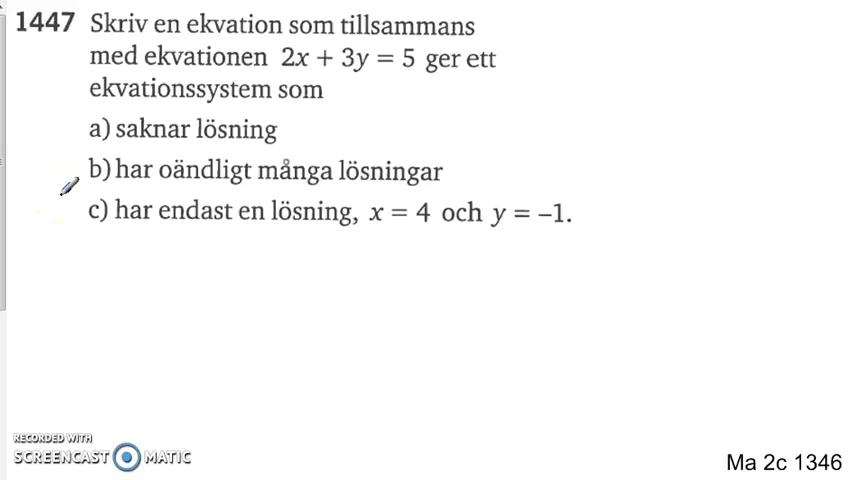 1447 Skriv en ekvation som tillsammans
med ekvationen 2x + 3y = 5 ger ett
ekvationssystem som
a) saknar lösning
b) har oändligt många lösningar
c) har endast en lösning, x = 4 och y = –1.
RECORDED WITH
SCREENCAST MATIC
Ma 2c 1346